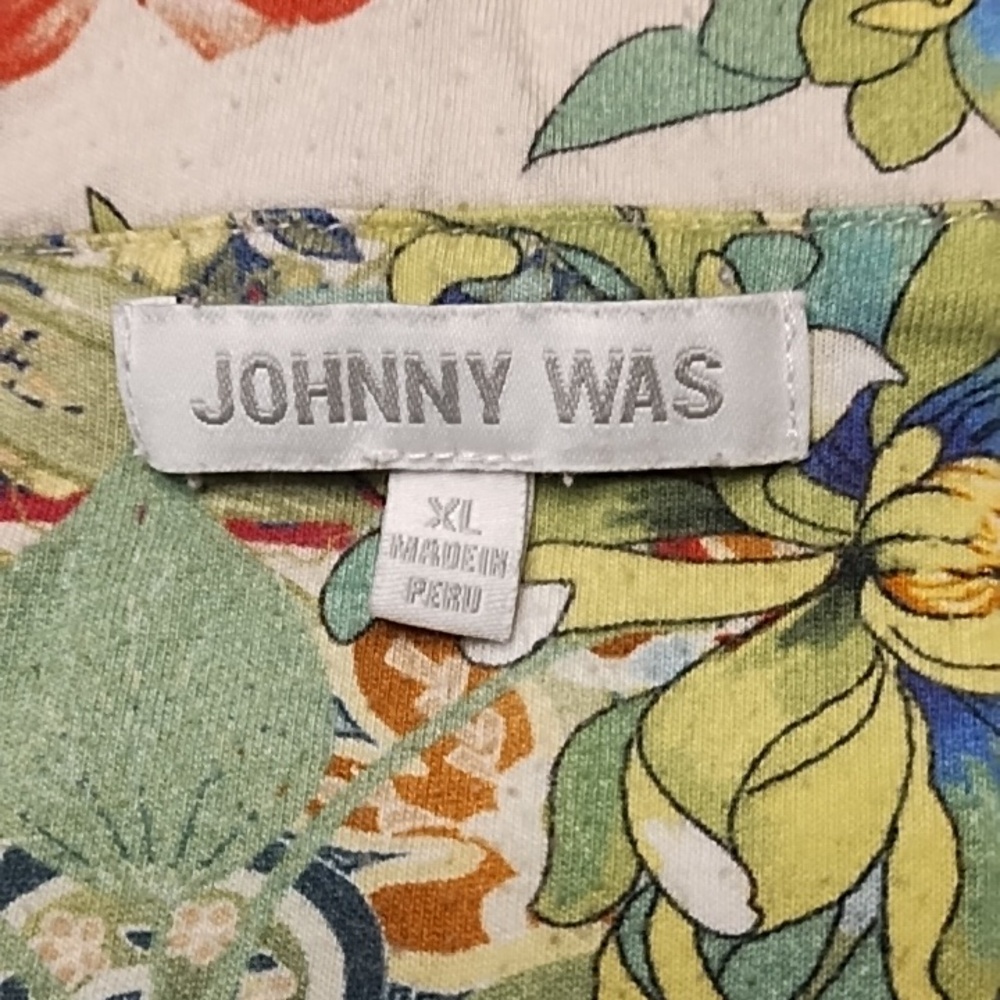 JOHNNY WAS
XL
MADE IN
PERU